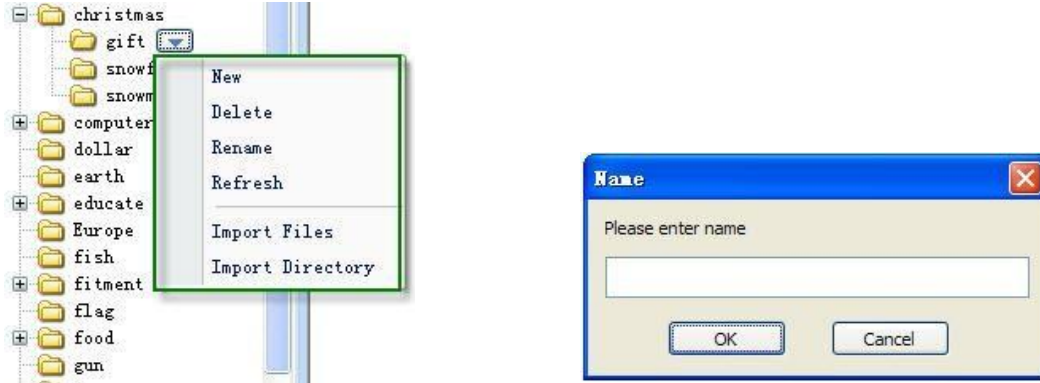 christmas
gift
snowf
snowm
computer
dollar
earth
educate
Europe
fish
fitment
flag
food
gun
New
Delete
Rename
Refresh
Import Files
Import Directory
Name
Please enter name
OK
Cancel